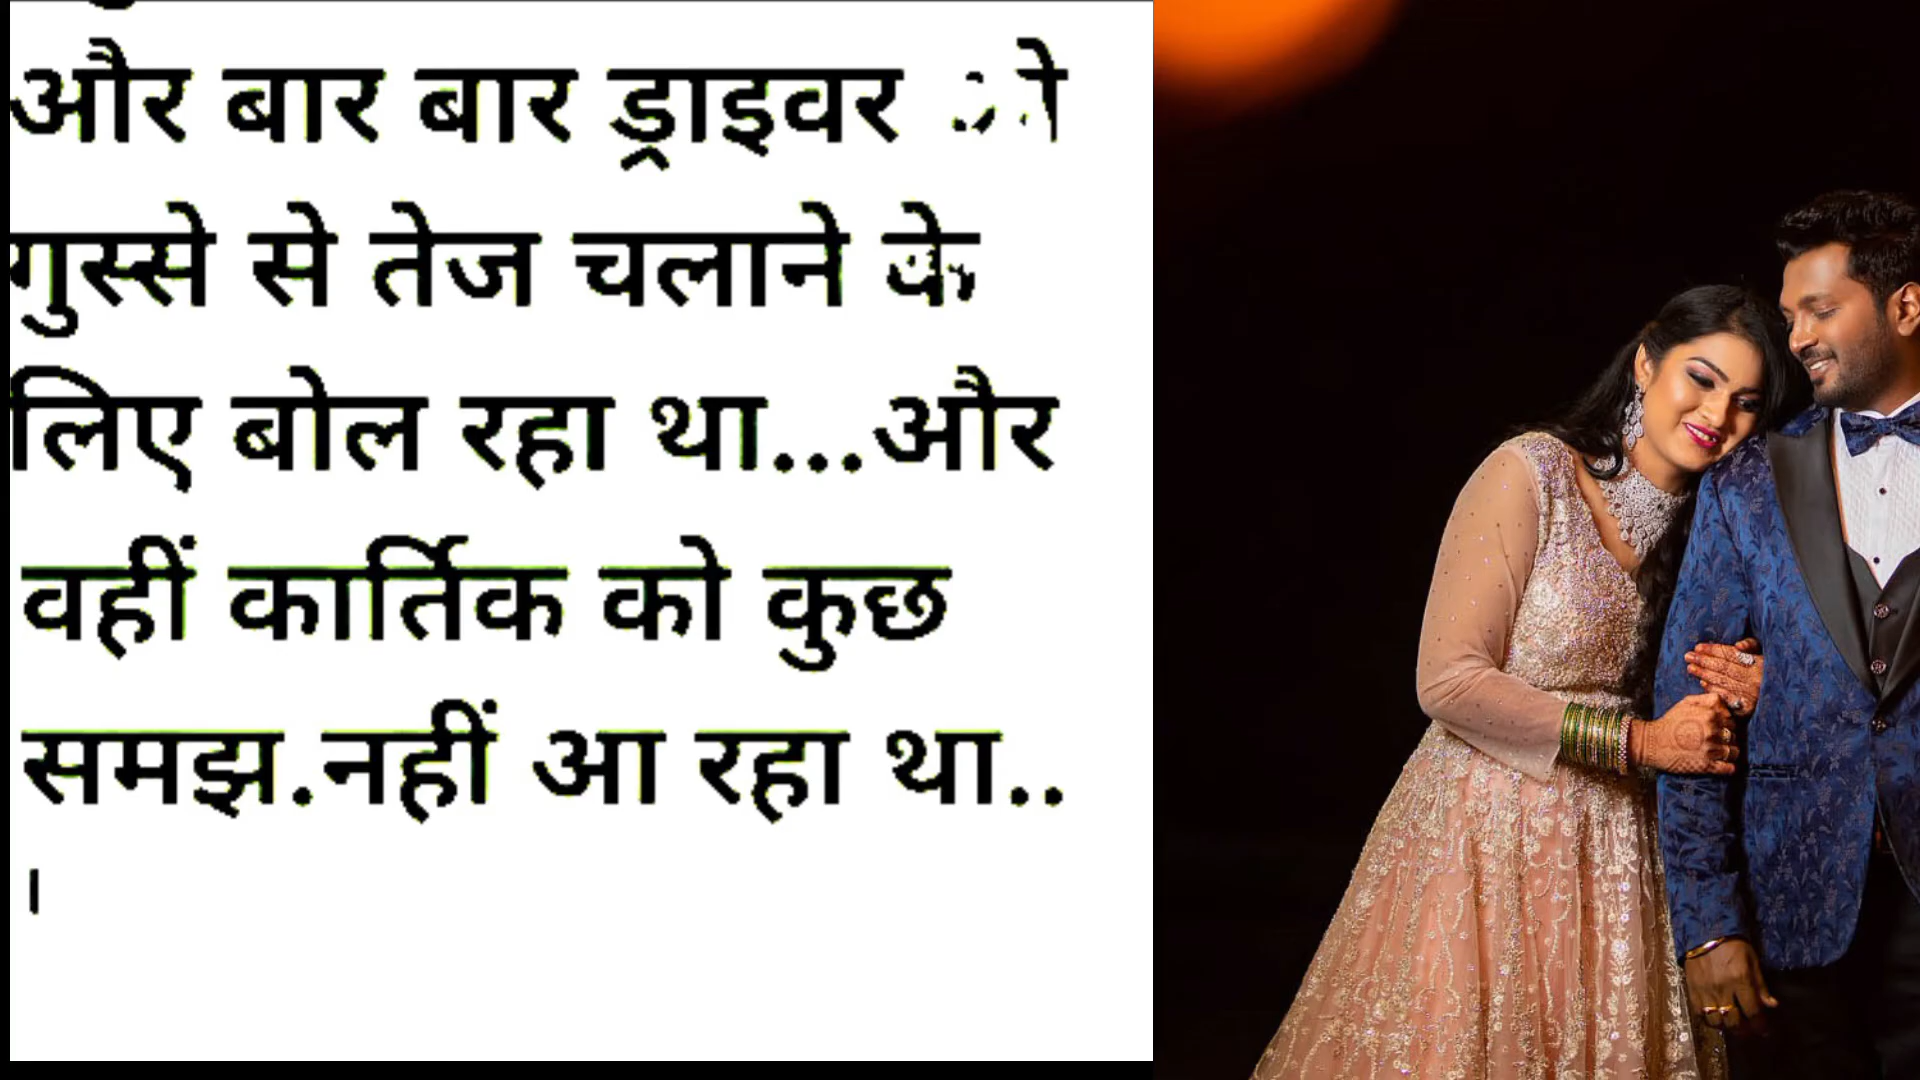 और बार बार ड्राइवर
गुस्से से तेज चलाने के
लिए बोल रहा था...और
वहीं कार्तिक को कुछ
समझ.नहीं आ रहा था..
।